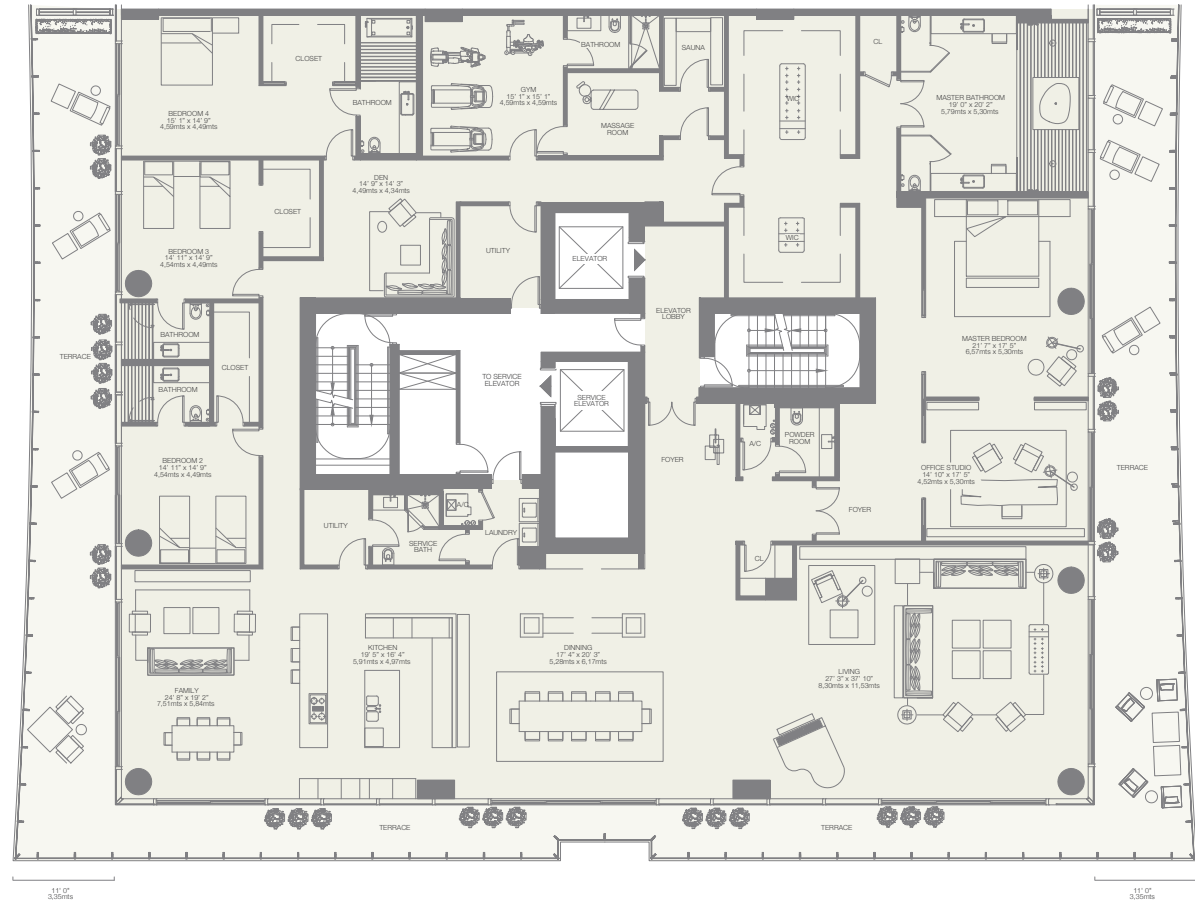 CLOSET
BEDROOM 4
15' 1" x 14' 9"
4,59mts x 4,49mts
BATHROOM
GYM
15' 1" x 15' 1"
4,59mts x 4,59mts
BATHROOM
SAUNA
MASSAGE
ROOM
WIC
CL
MASTER BATHROOM
19' 0" x 20' 2"
5,79mts x 5,30mts
DEN
14' 9" x 14' 3"
4,49mts x 4,34mts
CLOSET
BEDROOM 3
14' 11" x 14' 9"
4,54mts x 4,49mts
UTILITY
ELEVATOR
WIC
ELEVATOR
LOBBY
BATHROOM
TERRACE
CLOSET
BATHROOM
TO SERVICE
ELEVATOR
SERVICE
ELEVATOR
MASTER BEDROOM
21' 7" x 17' 5"
6,57mts x 5,30mts
BEDROOM 2
14' 11" x 14' 9"
4,54mts x 4,49mts
FOYER
A/C
POWDER
ROOM
OFFICE STUDIO
14' 10" x 17' 5"
4,52mts x 5,30mts
TERRACE
UTILITY
SERVICE
BATH
A/C
LAUNDRY
FOYER
CL
FAMILY
24' 8" x 19' 2"
7,51mts x 5,84mts
KITCHEN
19' 5" x 16' 4"
5,91mts x 4,97mts
DINNING
17' 4" x 20' 3"
5,28mts x 6,17mts
LIVING
27' 3" x 37' 10"
8,30mts x 11,53mts
TERRACE
TERRACE
11' 0"
3,35mts
11' 0"
3,35mts